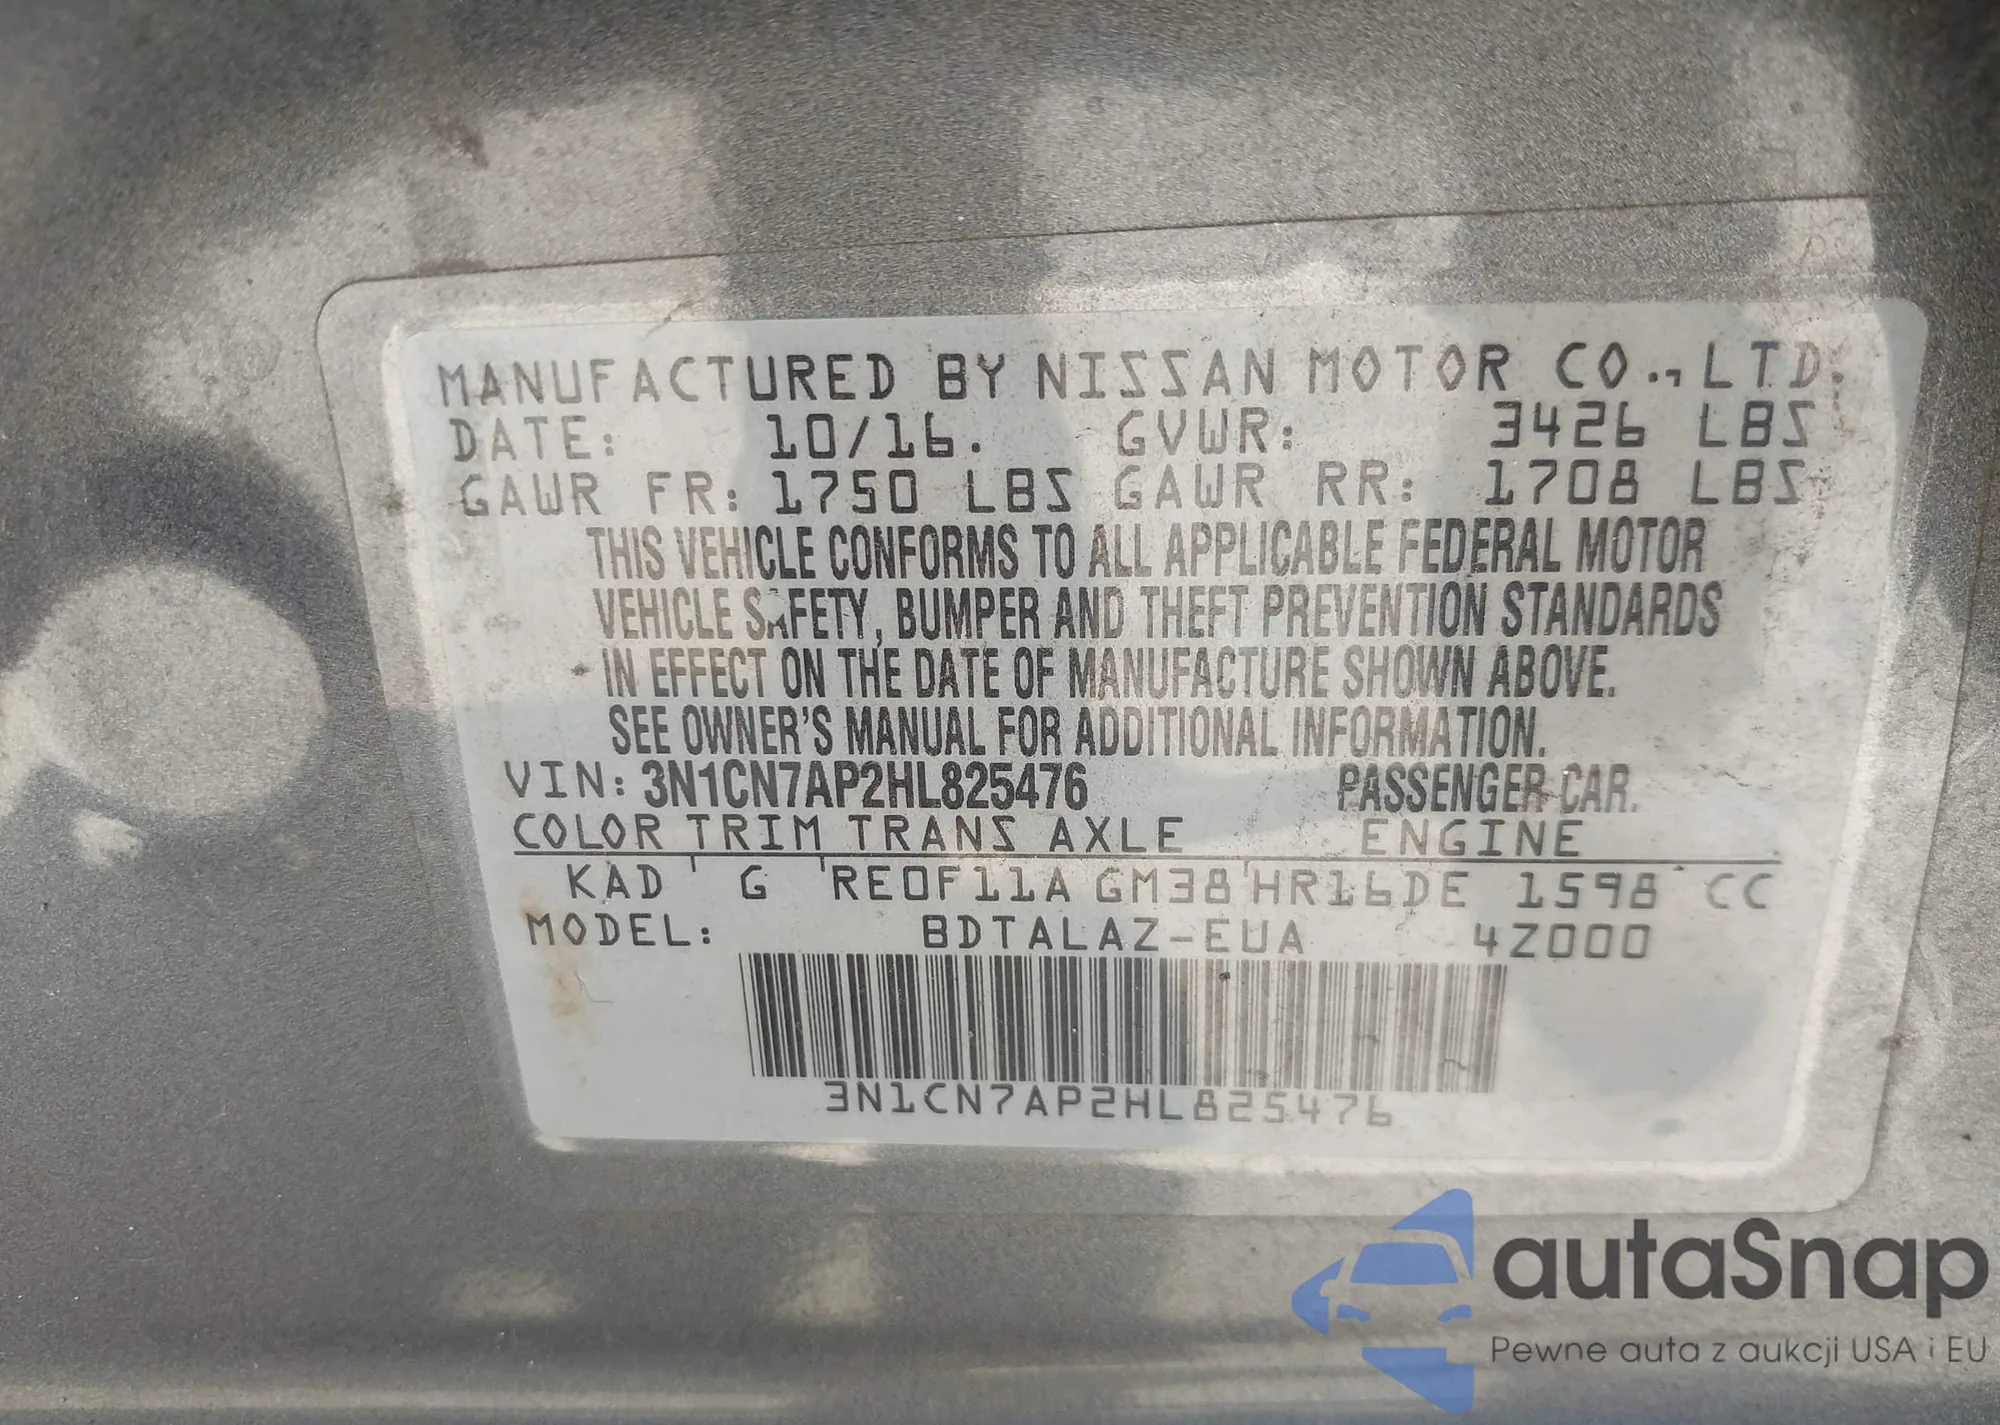 MANUFACTURED BY NISSAN MOTOR CO., LTD.
DATE: 10/16. GVWR: 3426 LBS
GAWR FR: 1750 LBS GAWR RR: 1708 LBS
THIS VEHICLE CONFORMS TO ALL APPLICABLE FEDERAL MOTOR
VEHICLE SAFETY, BUMPER AND THEFT PREVENTION STANDARDS
IN EFFECT ON THE DATE OF MANUFACTURE SHOWN ABOVE.
SEE OWNER'S MANUAL FOR ADDITIONAL INFORMATION.
VIN: 3N1CN7AP2HL825476 PASSENGER CAR.
COLOR TRIM TRANS AXLE ENGINE
KAD G RE0F11A GM38 HR16DE 1598 CC
MODEL: BDTALAZ-EUA 4Z000
3N1CN7AP2HL825476
autaSnap
Pewne auta z aukcji USA i EU